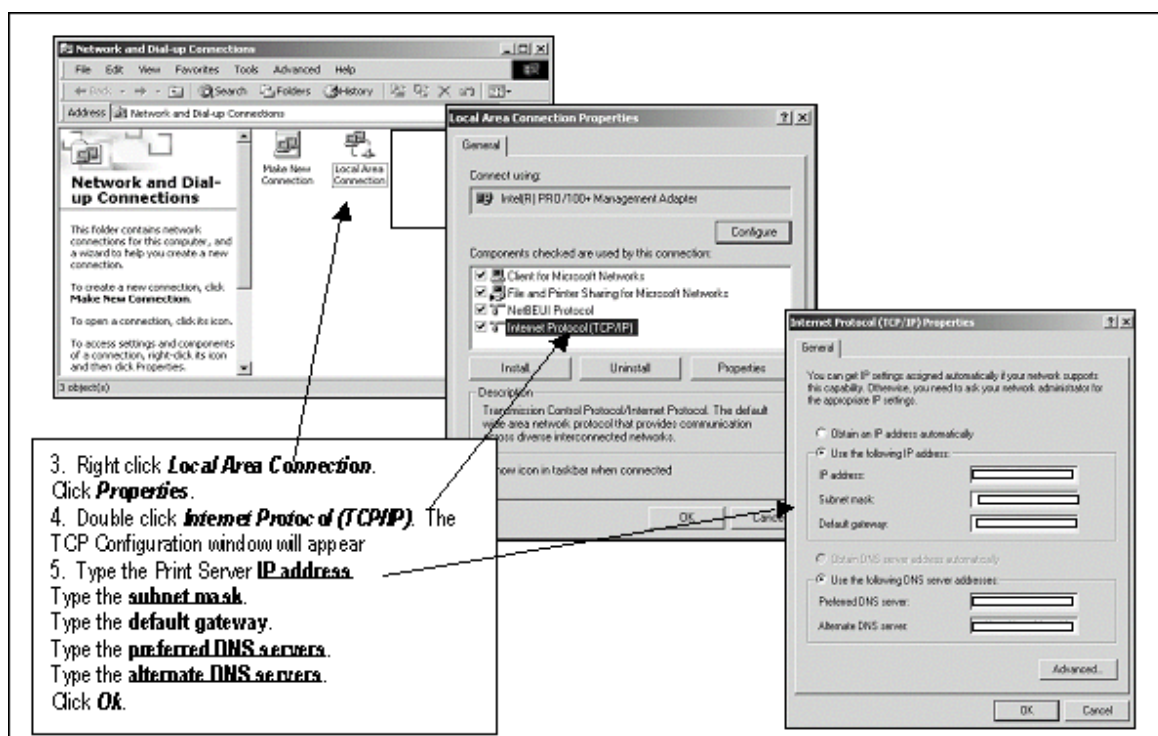 Network and Dial-up Connections
File Edit View Favorites Tools Advanced Help
Back Search Folders History
Address Network and Dial-up Connections
Network and Dial-
up Connections
This folder contains network
connections for this computer, and
a wizard to help you create a new
connection.
To create a new connection, click
Make New Connection.
To open a connection, click its icon.
To access settings and components
of a connection, right-click its icon
and then click Properties.
Make New
Connection
Local Area
Connection
3 object(s)
Local Area Connection Properties
General
Connect using:
Intel(R) PRO/100+ Management Adapter
Configure
Components checked are used by this connection:
Client for Microsoft Networks
File and Printer Sharing for Microsoft Networks
NetBEUI Protocol
Internet Protocol (TCP/IP)
Install... Uninstall Properties
Description
Transmission Control Protocol/Internet Protocol. The default
wide area network protocol that provides communication
across diverse interconnected networks.
how icon in taskbar when connected
OK Cancel
3. Right click Local Area Connection.
Click Properties.
4. Double click Internet Protocol (TCP/IP). The
TCP Configuration window will appear
5. Type the Print Server IP address
Type the subnet mask.
Type the default gateway.
Type the preferred DNS servers.
Type the alternate DNS servers.
Click Ok.
Internet Protocol (TCP/IP) Properties
General
You can get IP settings assigned automatically if your network supports
this capability. Otherwise, you need to ask your network administrator for
the appropriate IP settings.
Obtain an IP address automatically
Use the following IP address:
IP address:
Subnet mask:
Default gateway:
Obtain DNS server address automatically
Use the following DNS server addresses:
Preferred DNS server:
Alternate DNS server:
Advanced...
OK Cancel